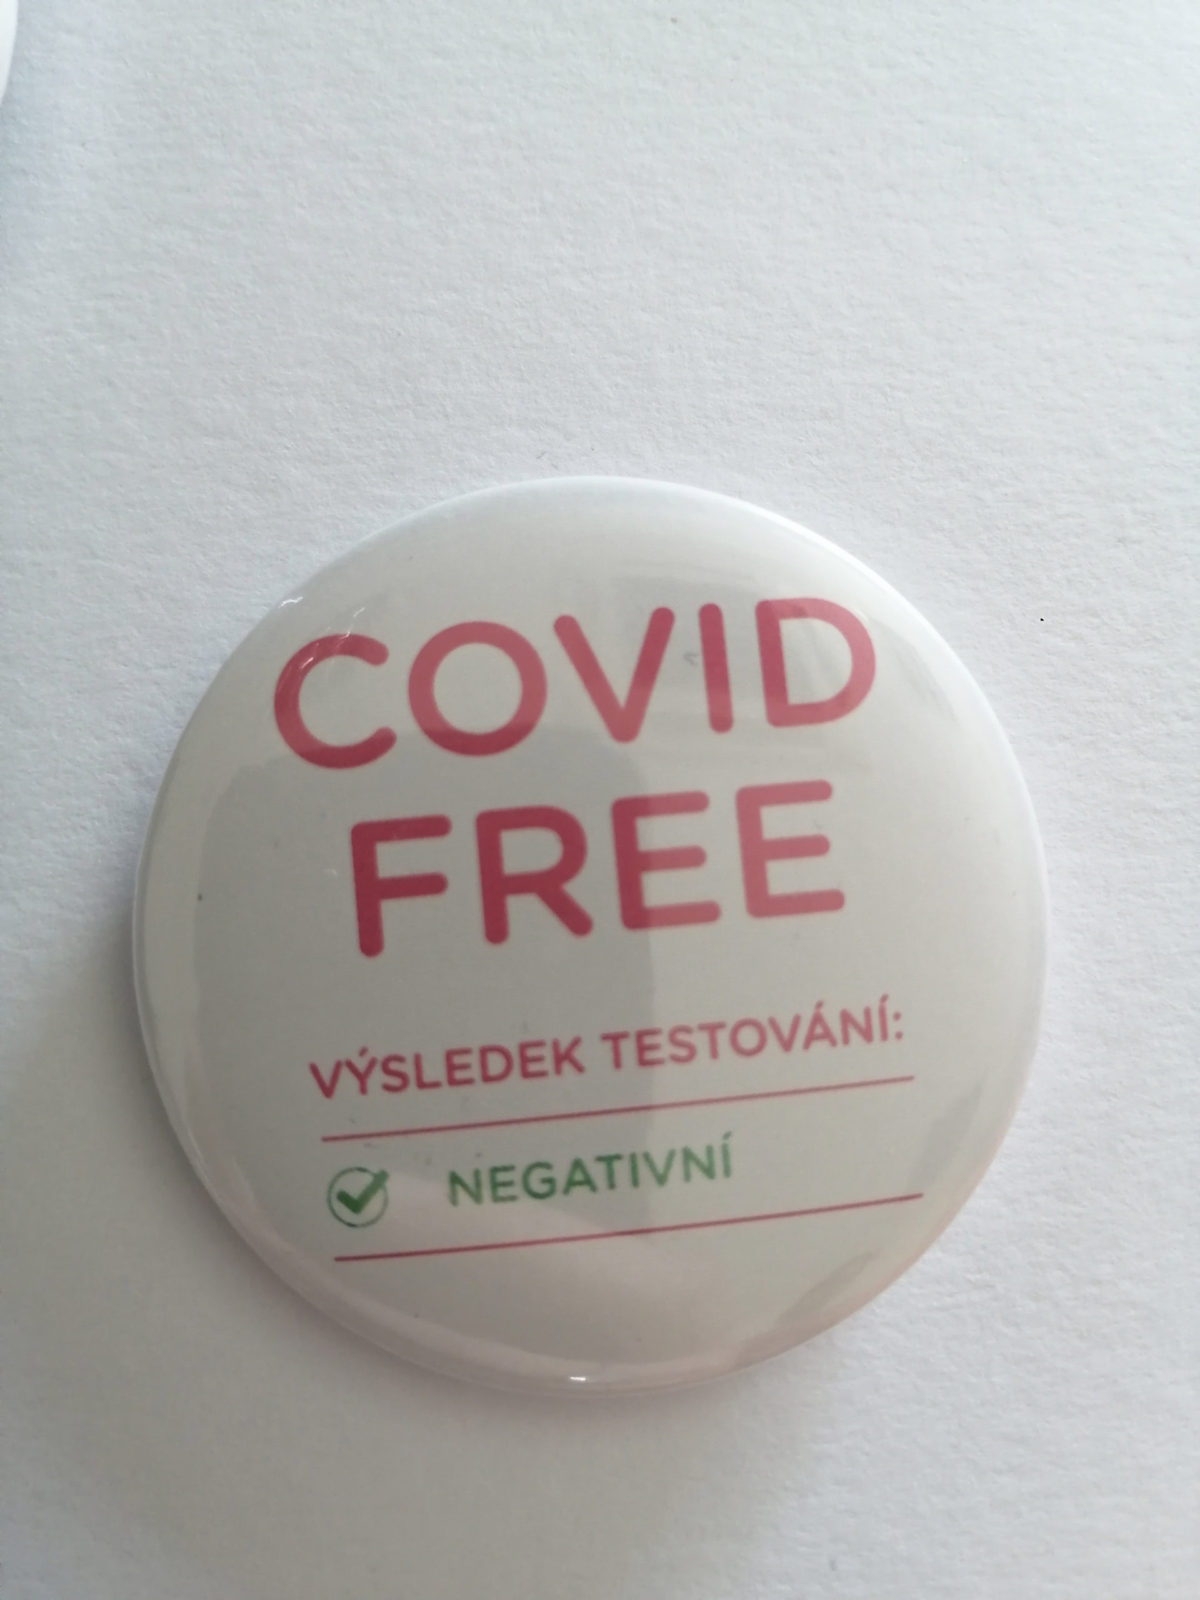 COVID
FREE
VÝSLEDEK TESTOVÁNÍ:
NEGATIVNÍ